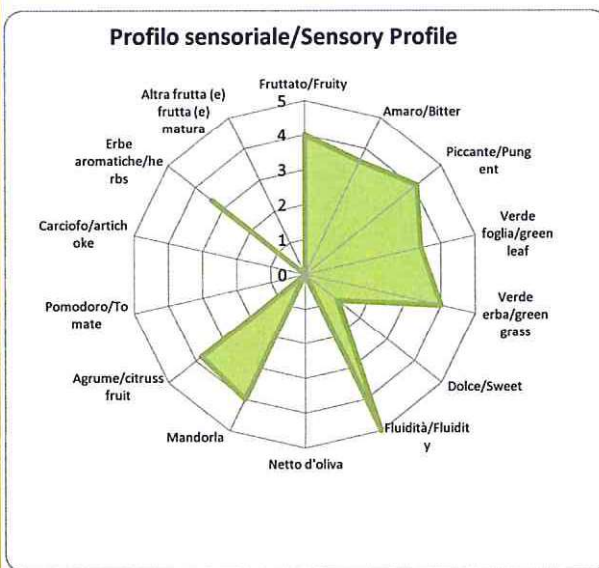 Profilo sensoriale/Sensory Profile
Fruttato/Fruity
Amaro/Bitter
Piccante/Pung
ent
Verde
foglia/green
leaf
Verde
erba/green
grass
Dolce/Sweet
Fluidità/Fluidit
y
Netto d'oliva
Mandorla
Agrume/citruss
fruit
Pomodoro/To
mate
Carciofo/artich
oke
Erbe
aromatiche/he
rbs
Altra frutta (e)
frutta (e)
matura
5
4
3
2
1
0